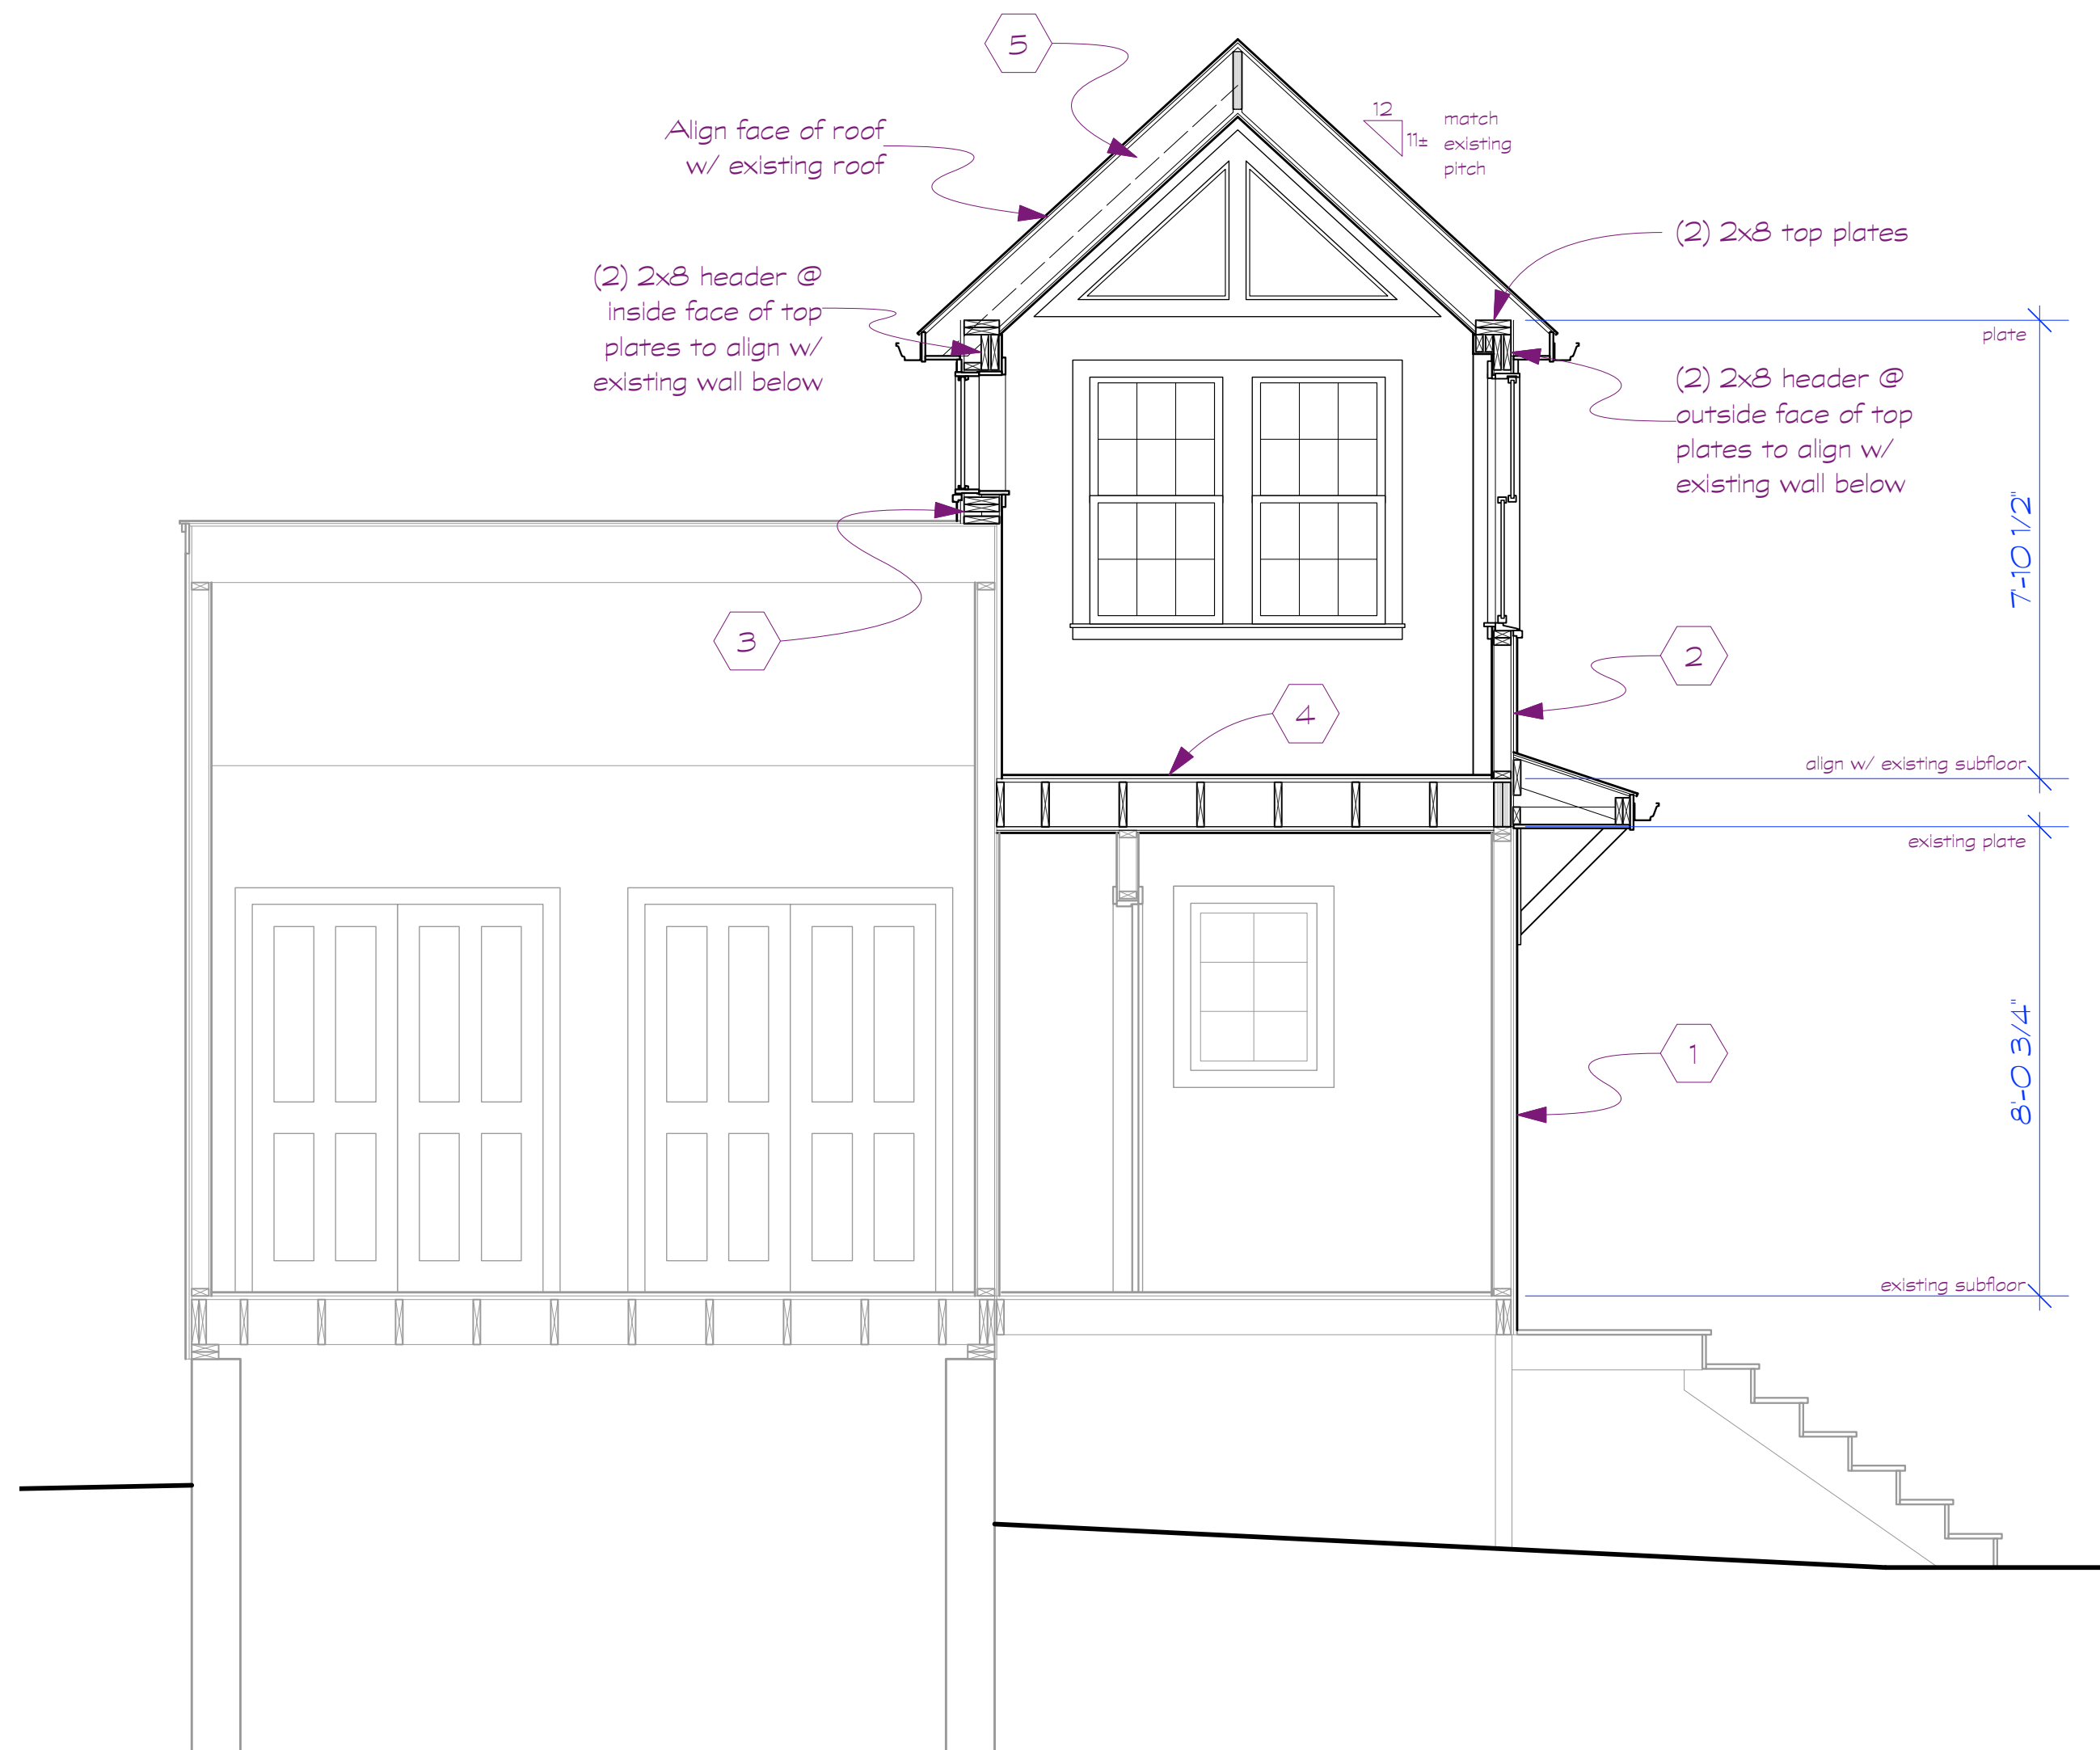 5
Align face of roof
w/ existing roof
12
11±
match
existing
pitch
(2) 2x8 top plates
(2) 2x8 header @
inside face of top
plates to align w/
existing wall below
plate
(2) 2x8 header @
outside face of top
plates to align w/
existing wall below
7'-10 1/2"
3
2
4
align w/ existing subfloor
existing plate
8'-0 3/4"
1
existing subfloor